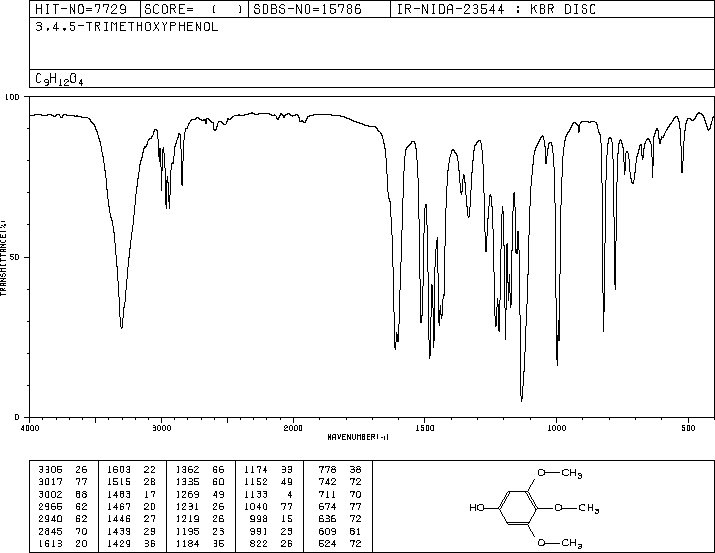 HIT-NO=7729 SCORE= ( ) SDBS-NO=15786 IR-NIDA-23544 : KBR DISC
3,4,5-TRIMETHOXYPHENOL
C9H12O4
100
50
0
TRANSMITTANCE(%)
4000 3000 2000 1500 1000 500
WAVENUMBER(-1)
3305 26 1603 22 1362 66 1174 33 778 38
3017 77 1515 28 1335 60 1152 49 742 72
3002 68 1483 17 1269 49 1133 4 711 70
2966 62 1467 20 1231 26 1040 77 674 77
2940 62 1446 27 1219 26 998 15 636 72
2845 70 1439 29 1195 23 991 23 609 81
1613 20 1429 36 1184 35 822 26 524 72
O—CH3
HO O—CH3
O—CH3